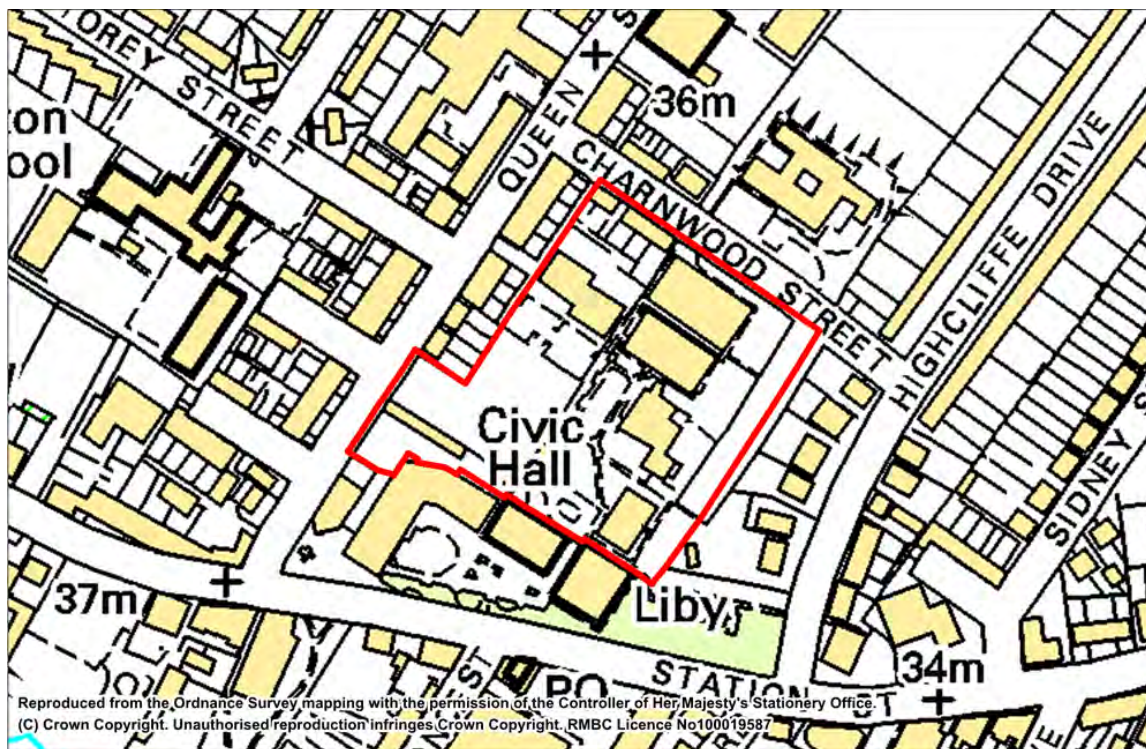 TOREY STREET
QUEEN S
36m
ton
ool
CHARNWOOD STREET
HIGHCLIFFE DRIVE
Civic
Hall
SIDNEY S
37m
Liby
34m
PO
STATION ST
Reproduced from the Ordnance Survey mapping with the permission of the Controller of Her Majesty's Stationery Office.
(C) Crown Copyright. Unauthorised reproduction infringes Crown Copyright. RMBC Licence No100019587